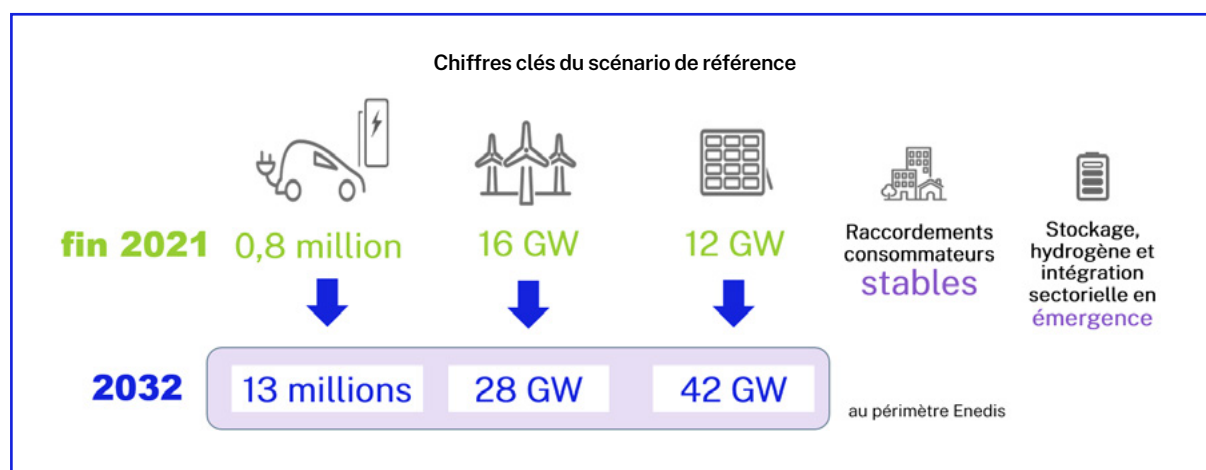 Chiffres clés du scénario de référence
fin 2021 0,8 million 16 GW 12 GW
Raccordements
consommateurs
stables
Stockage,
hydrogène et
intégration
sectorielle en
émergence
2032 13 millions 28 GW 42 GW
au périmètre Enedis